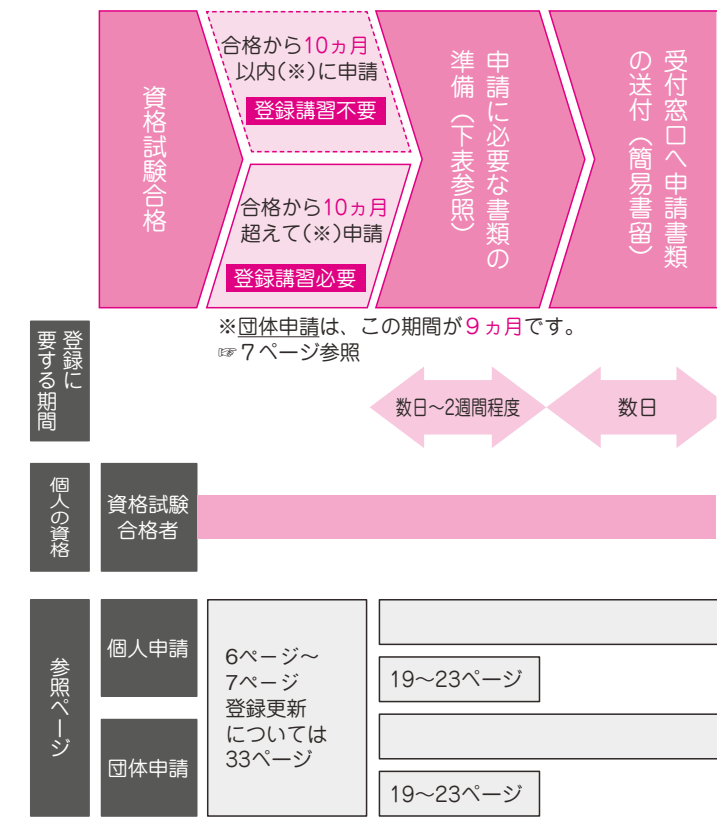 資格試験合格
合格から10ヵ月
以内(※)に申請
登録講習不要
合格から10ヵ月
超えて(※)申請
登録講習必要
申請に必要な書類の
準備（下表参照）
受付窓口へ申請書類
の送付（簡易書留）
※団体申請は、この期間が９ヵ月です。
☞７ページ参照
登録に
要する期間
数日～2週間程度
数日
個人の資格
資格試験
合格者
参照ページ
個人申請
団体申請
6ページ～
7ページ
登録更新
については
33ページ
19～23ページ
19～23ページ